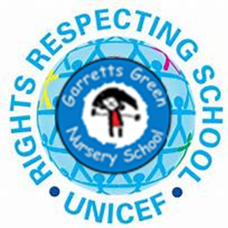 RIGHTS RESPECTING SCHOOL
Garretts Green
Nursery School
• UNICEF •